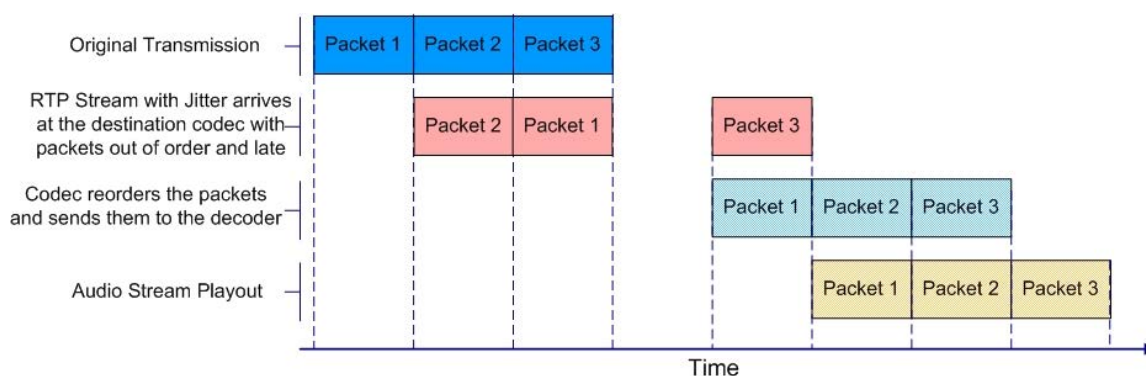 Original Transmission
Packet 1
Packet 2
Packet 3
RTP Stream with Jitter arrives
at the destination codec with
packets out of order and late
Packet 2
Packet 1
Packet 3
Codec reorders the packets
and sends them to the decoder
Packet 1
Packet 2
Packet 3
Audio Stream Playout
Packet 1
Packet 2
Packet 3
Time